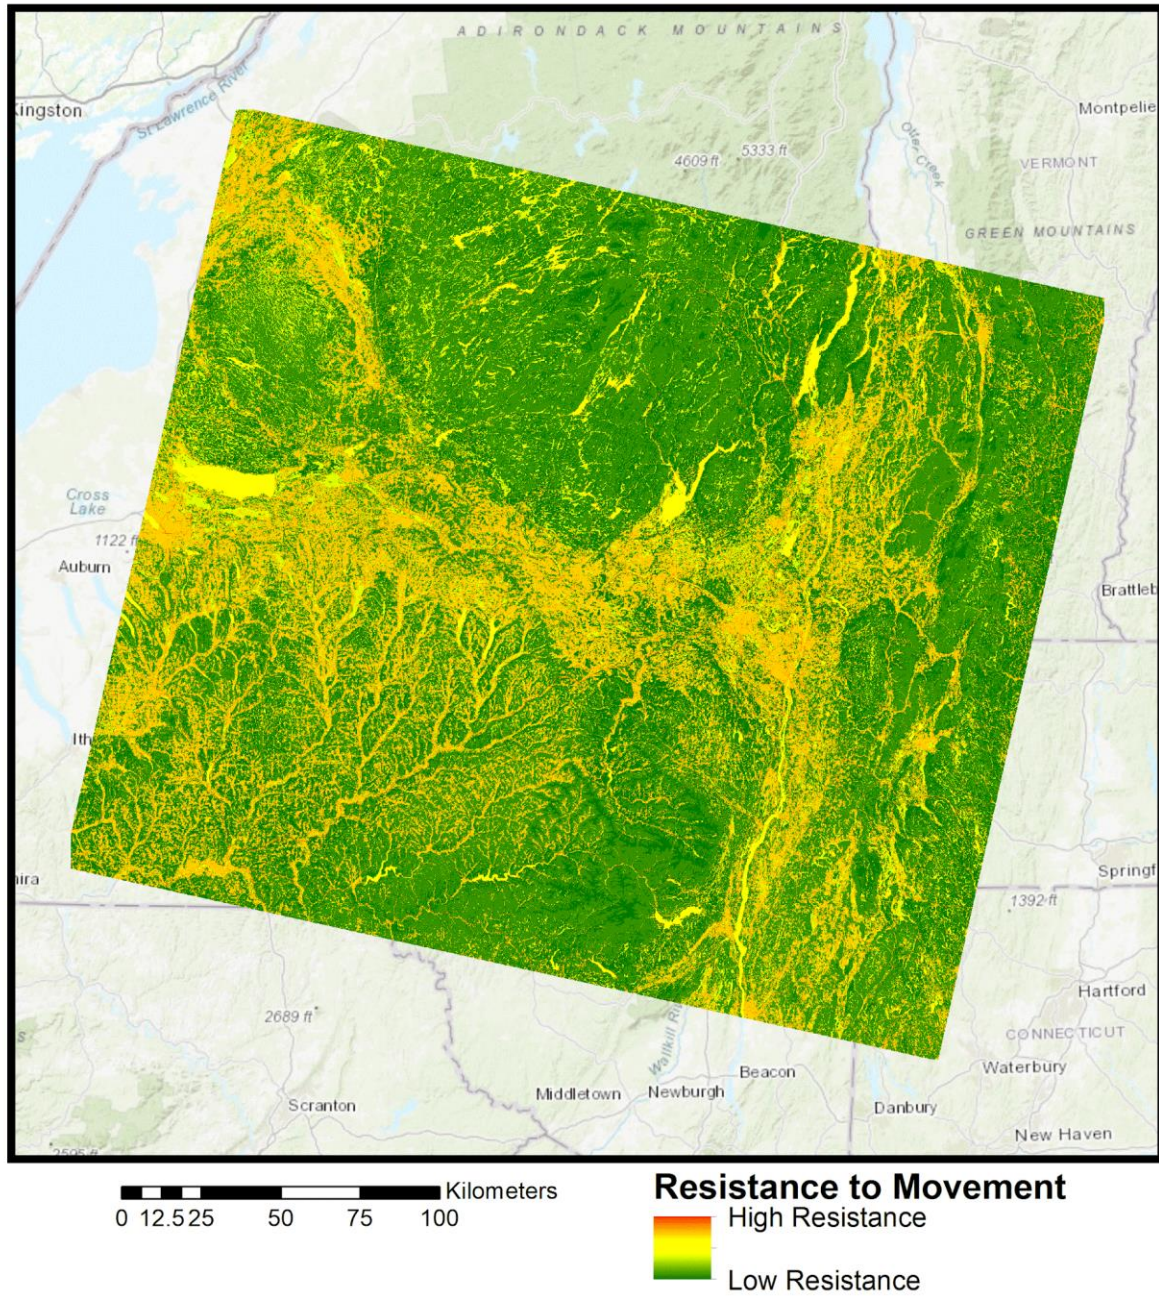 ADIRONDACK MOUNTAINS
Kingston
St Lawrence River
Montpelie
Otter Creek
4609 ft
5333 ft
VERMONT
GREEN MOUNTAINS
Cross
Lake
1122 ft
Auburn
Brattleb
Ith
ira
Springf
1392 ft
Hartford
2689 ft
CONNECTICUT
S
Wallkill Ri
Waterbury
Beacon
Middletown
Newburgh
Scranton
Danbury
New Haven
Kilometers
0 12.5 25 50 75 100
Resistance to Movement
High Resistance
Low Resistance